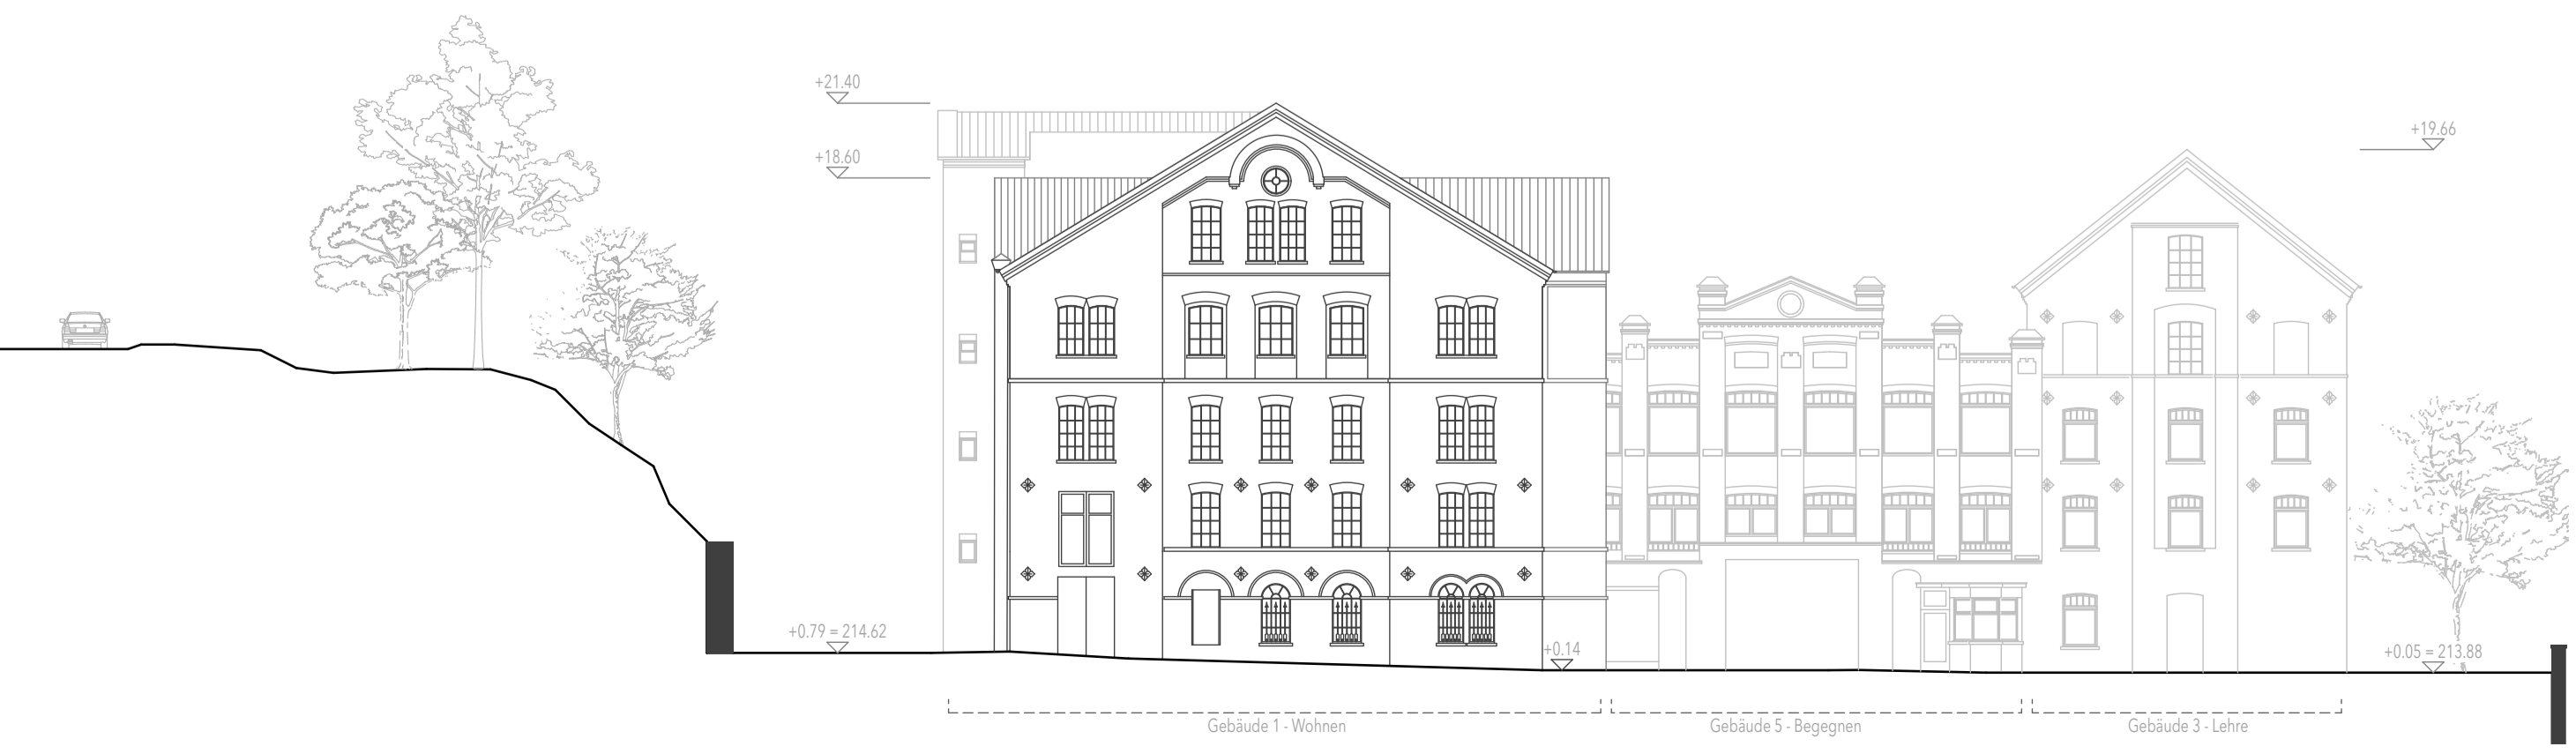 +21.40
+18.60
+19.66
+0.79 = 214.62
+0.14
+0.05 = 213.88
Gebäude 1 - Wohnen
Gebäude 5 - Begegnen
Gebäude 3 - Lehre